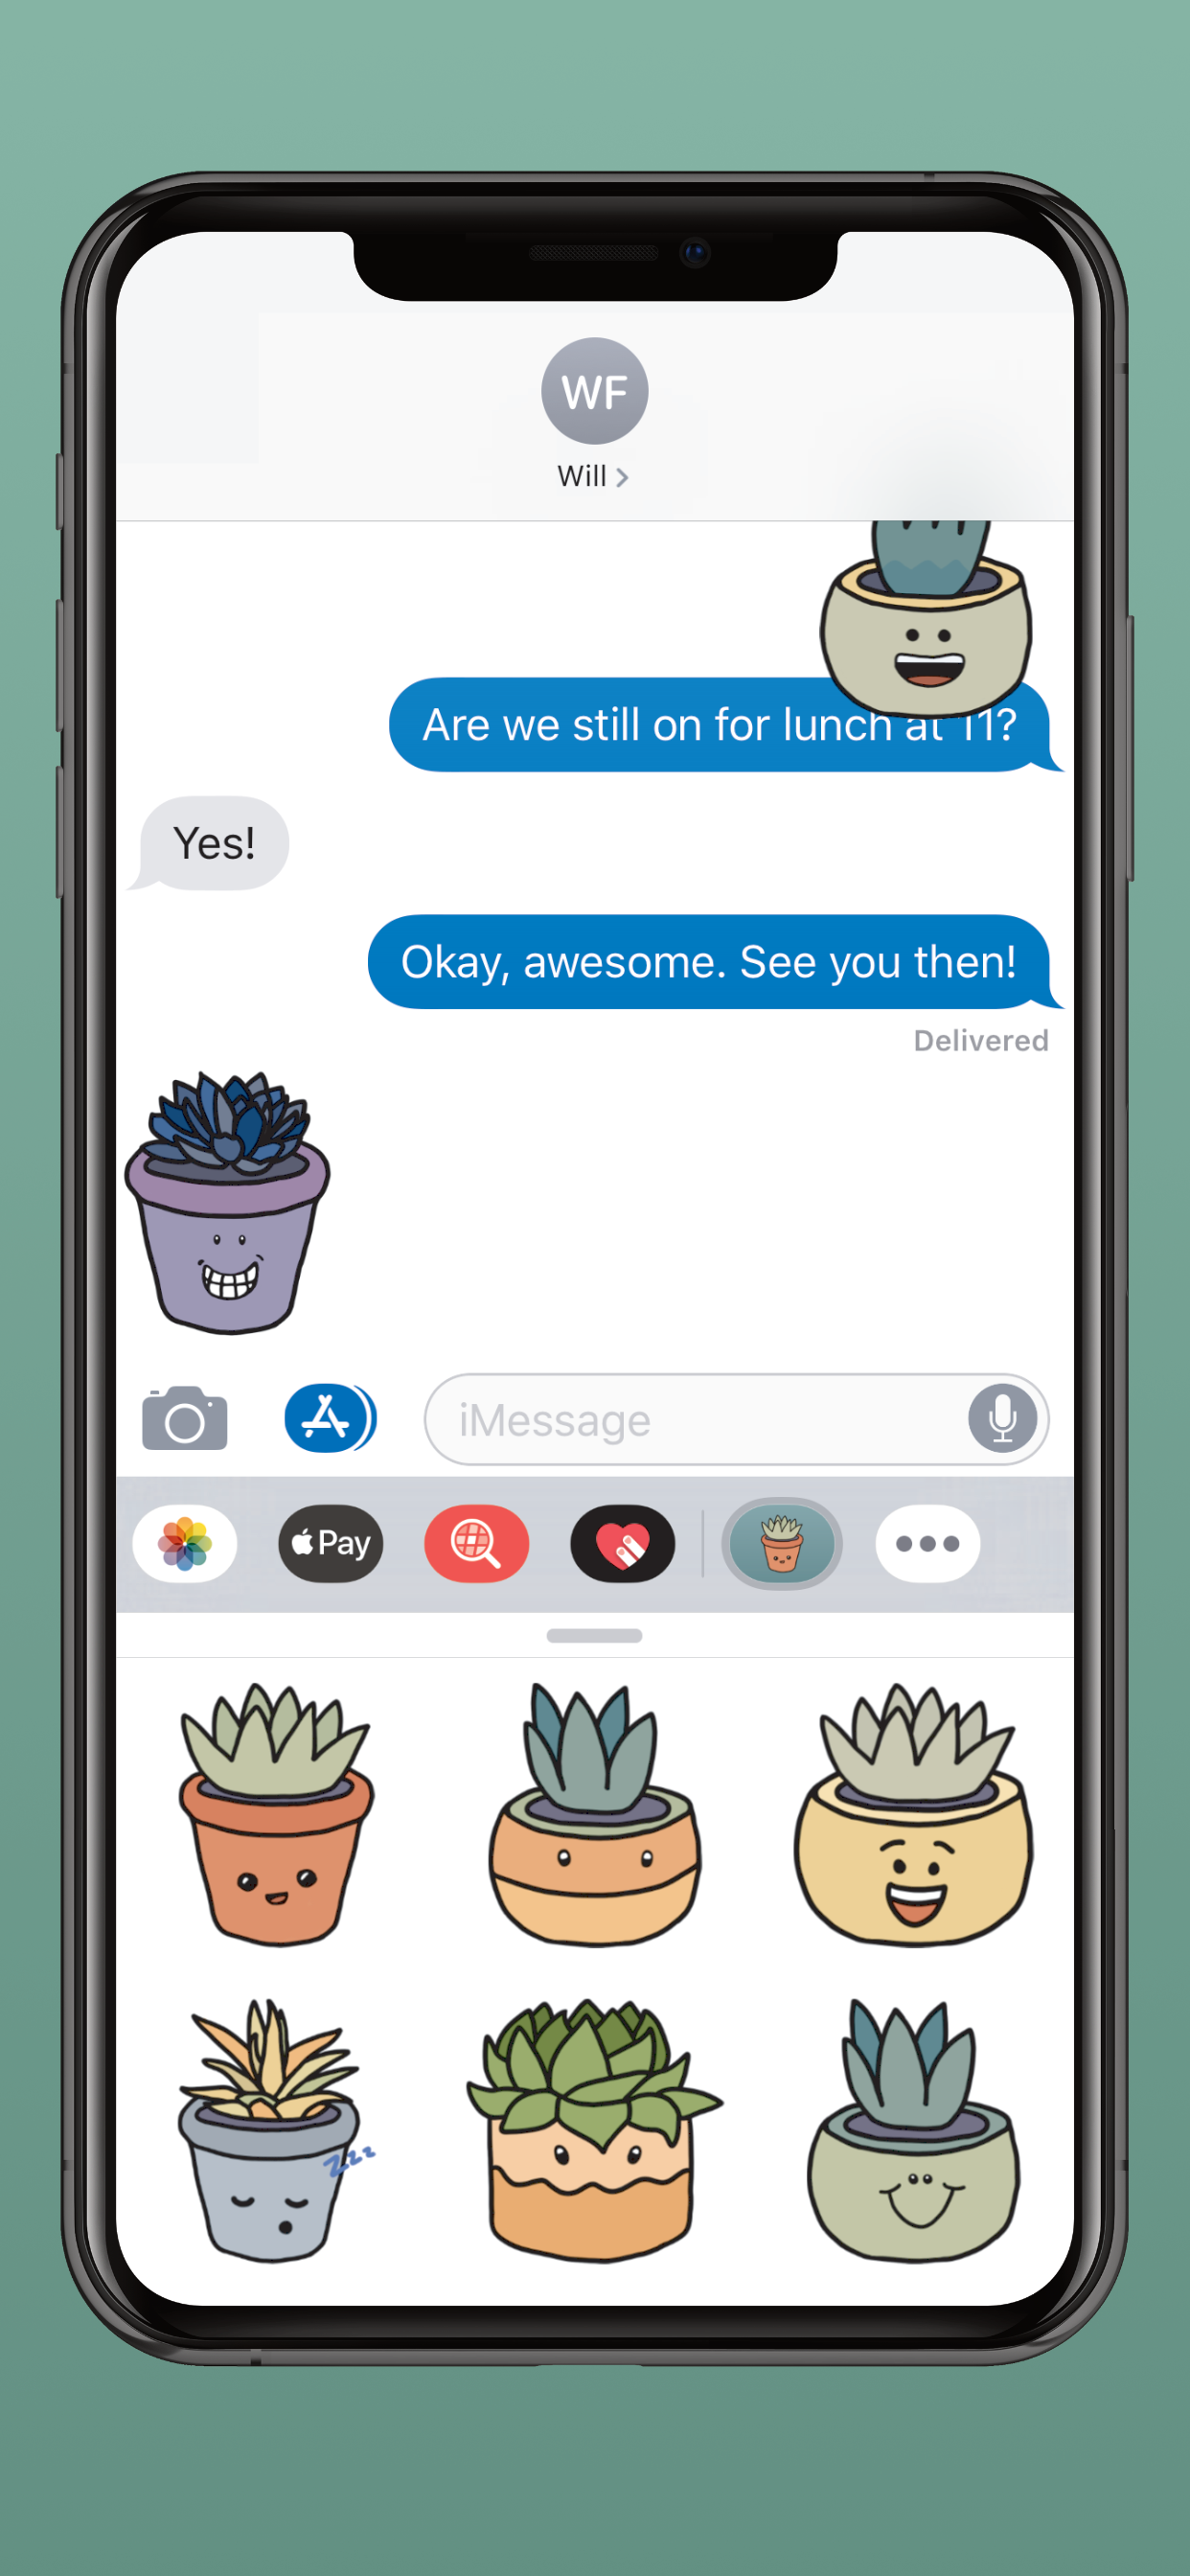 WF
Will
Are we still on for lunch at 11?
Yes!
Okay, awesome. See you then!
Delivered
iMessage
Pay
zzz